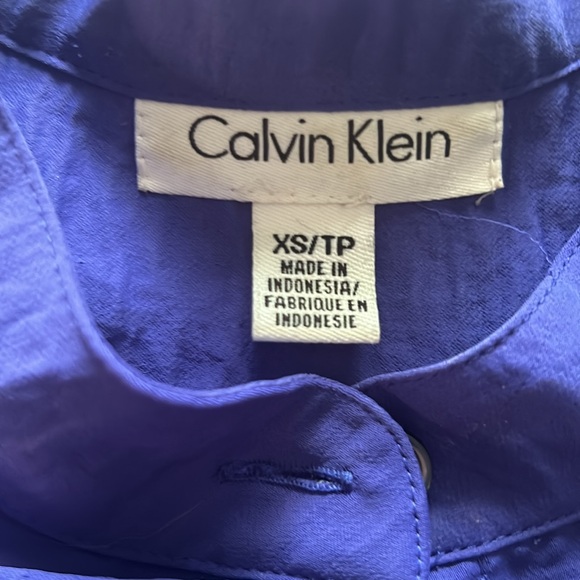 Calvin Klein
XS/TP
MADE IN
INDONESIA/
FABRIQUE EN
INDONESIE